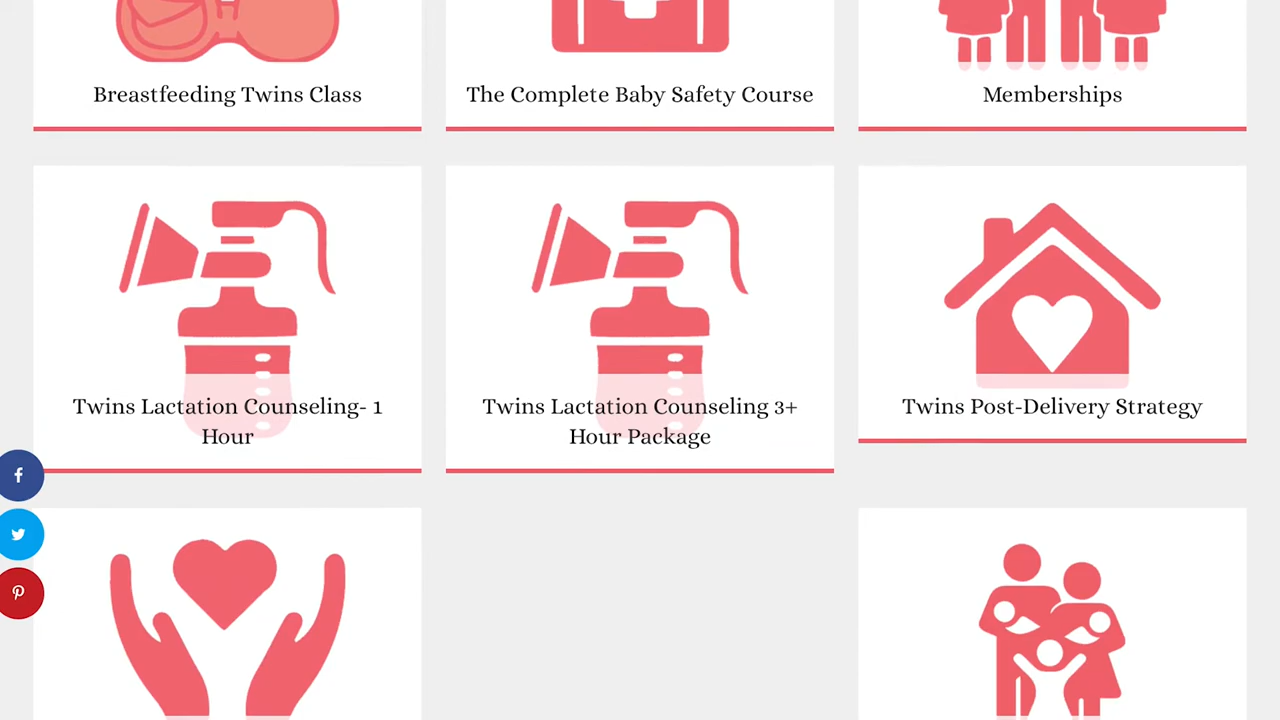 Breastfeeding Twins Class
The Complete Baby Safety Course
Memberships
Twins Lactation Counseling- 1
Hour
Twins Lactation Counseling 3+
Hour Package
Twins Post-Delivery Strategy